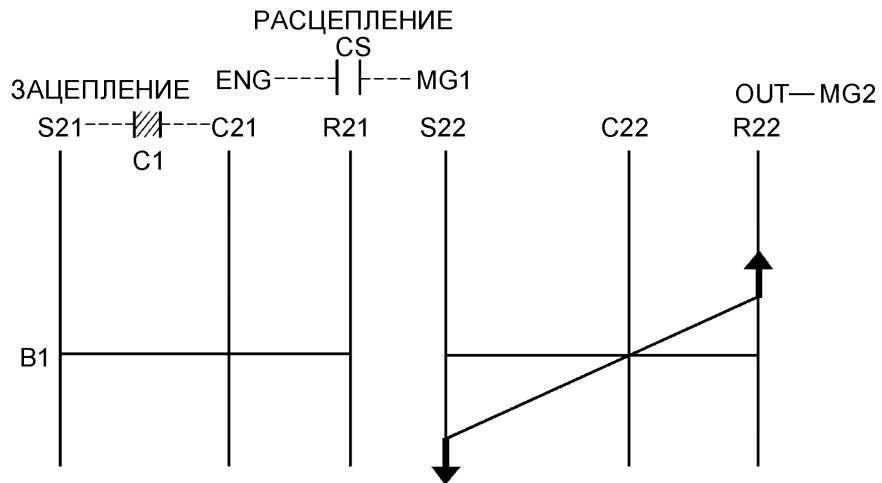 РАСЦЕПЛЕНИЕ
CS
ENG MG1
ЗАЦЕПЛЕНИЕ
OUT MG2
S21 C21 R21 S22 C22 R22
C1
B1